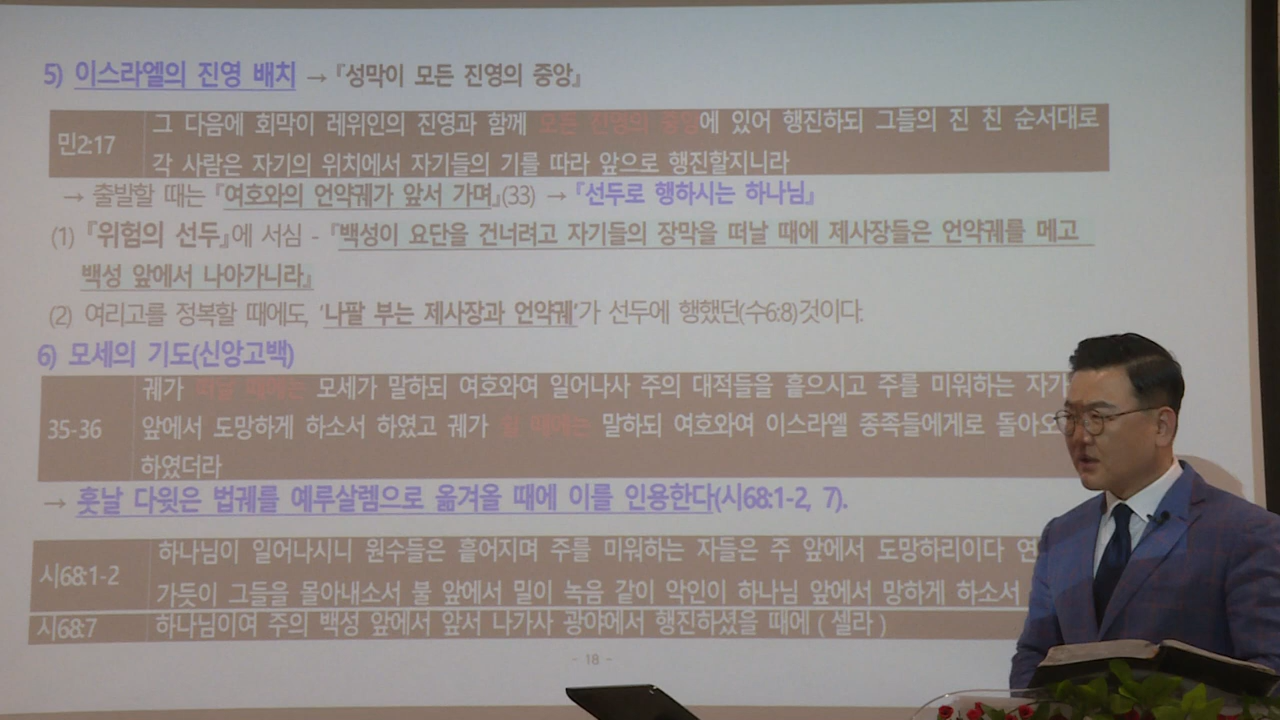 5) 이스라엘의 진영 배치 → 『성막이 모든 진영의 중앙』
민2:17
그 다음에 회막이 레위인의 진영과 함께 모든 진영의 중앙에 있어 행진하되 그들의 진 친 순서대로
각 사람은 자기의 위치에서 자기들의 기를 따라 앞으로 행진할지니라
→ 출발할 때는 『여호와의 언약궤가 앞서 가며』(33) → 『선두로 행하시는 하나님』
(1) 『위험의 선두』에 서심 - 『백성이 요단을 건너려고 자기들의 장막을 떠날 때에 제사장들은 언약궤를 메고
백성 앞에서 나아가니라』
(2) 여리고를 정복할 때에도, '나팔 부는 제사장과 언약궤'가 선두에 행했던(수6:8)것이다.
6) 모세의 기도(신앙고백)
35-36
궤가 떠날 때에는 모세가 말하되 여호와여 일어나사 주의 대적들을 흩으시고 주를 미워하는 자가
앞에서 도망하게 하소서 하였고 궤가 쉴 때에는 말하되 여호와여 이스라엘 종족들에게로 돌아오
하였더라
→ 훗날 다윗은 법궤를 예루살렘으로 옮겨올 때에 이를 인용한다(시68:1-2, 7).
시68:1-2
하나님이 일어나시니 원수들은 흩어지며 주를 미워하는 자들은 주 앞에서 도망하리이다 연
가듯이 그들을 몰아내소서 불 앞에서 밀이 녹음 같이 악인이 하나님 앞에서 망하게 하소서
시68:7
하나님이여 주의 백성 앞에서 앞서 나가사 광야에서 행진하셨을 때에 ( 셀라 )
- 18 -